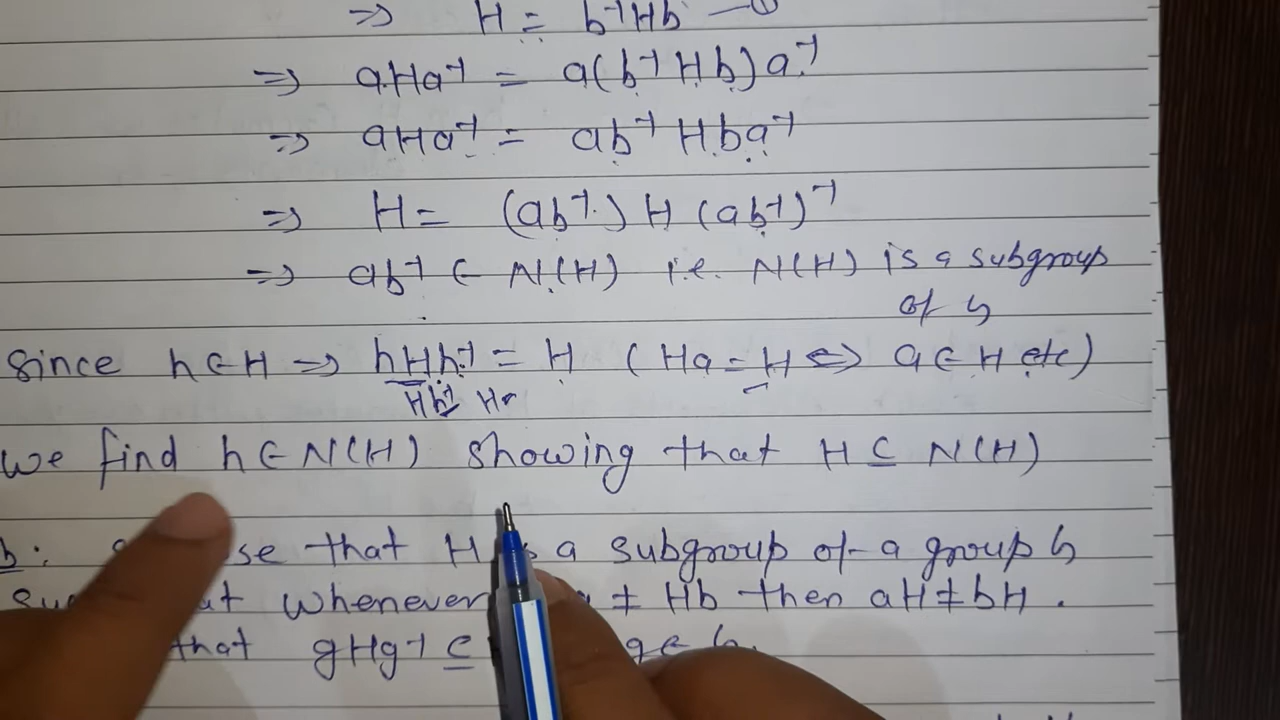 ⇒ H = b⁻¹Hb —①
⇒ aHa⁻¹ = a(b⁻¹Hb)a⁻¹
⇒ aHa⁻¹ = ab⁻¹Hba⁻¹
⇒ H = (ab⁻¹)H(ab⁻¹)⁻¹
⇒ ab⁻¹ ∈ N(H) i.e. N(H) is a subgroup
of G
Since h∈H ⇒ hHh⁻¹ = H (Ha = H ⇔ a∈H etc)
Hh⁻¹
we find h∈N(H) showing that H ⊆ N(H)
that H a subgroup of a group G
whenever ≠ Hb then aH≠bH.
that gHg⁻¹ ⊆